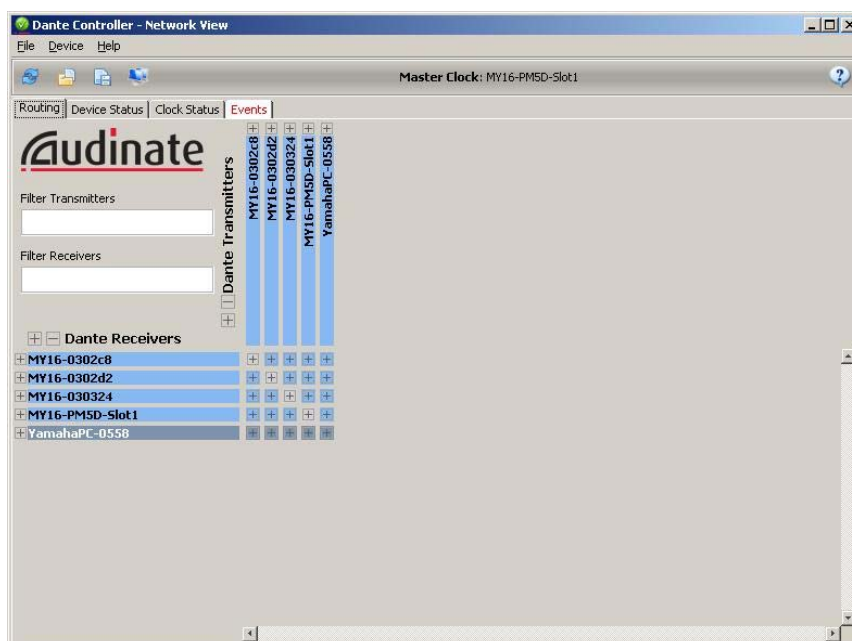 Dante Controller - Network View
File Device Help
Master Clock: MY16-PM5D-Slot1
Routing Device Status Clock Status Events
Audinate
Filter Transmitters
Filter Receivers
Dante Transmitters
MY16-0302c8
MY16-0302d2
MY16-030324
MY16-PM5D-Slot1
YamahaPC-0558
Dante Receivers
MY16-0302c8
MY16-0302d2
MY16-030324
MY16-PM5D-Slot1
YamahaPC-0558